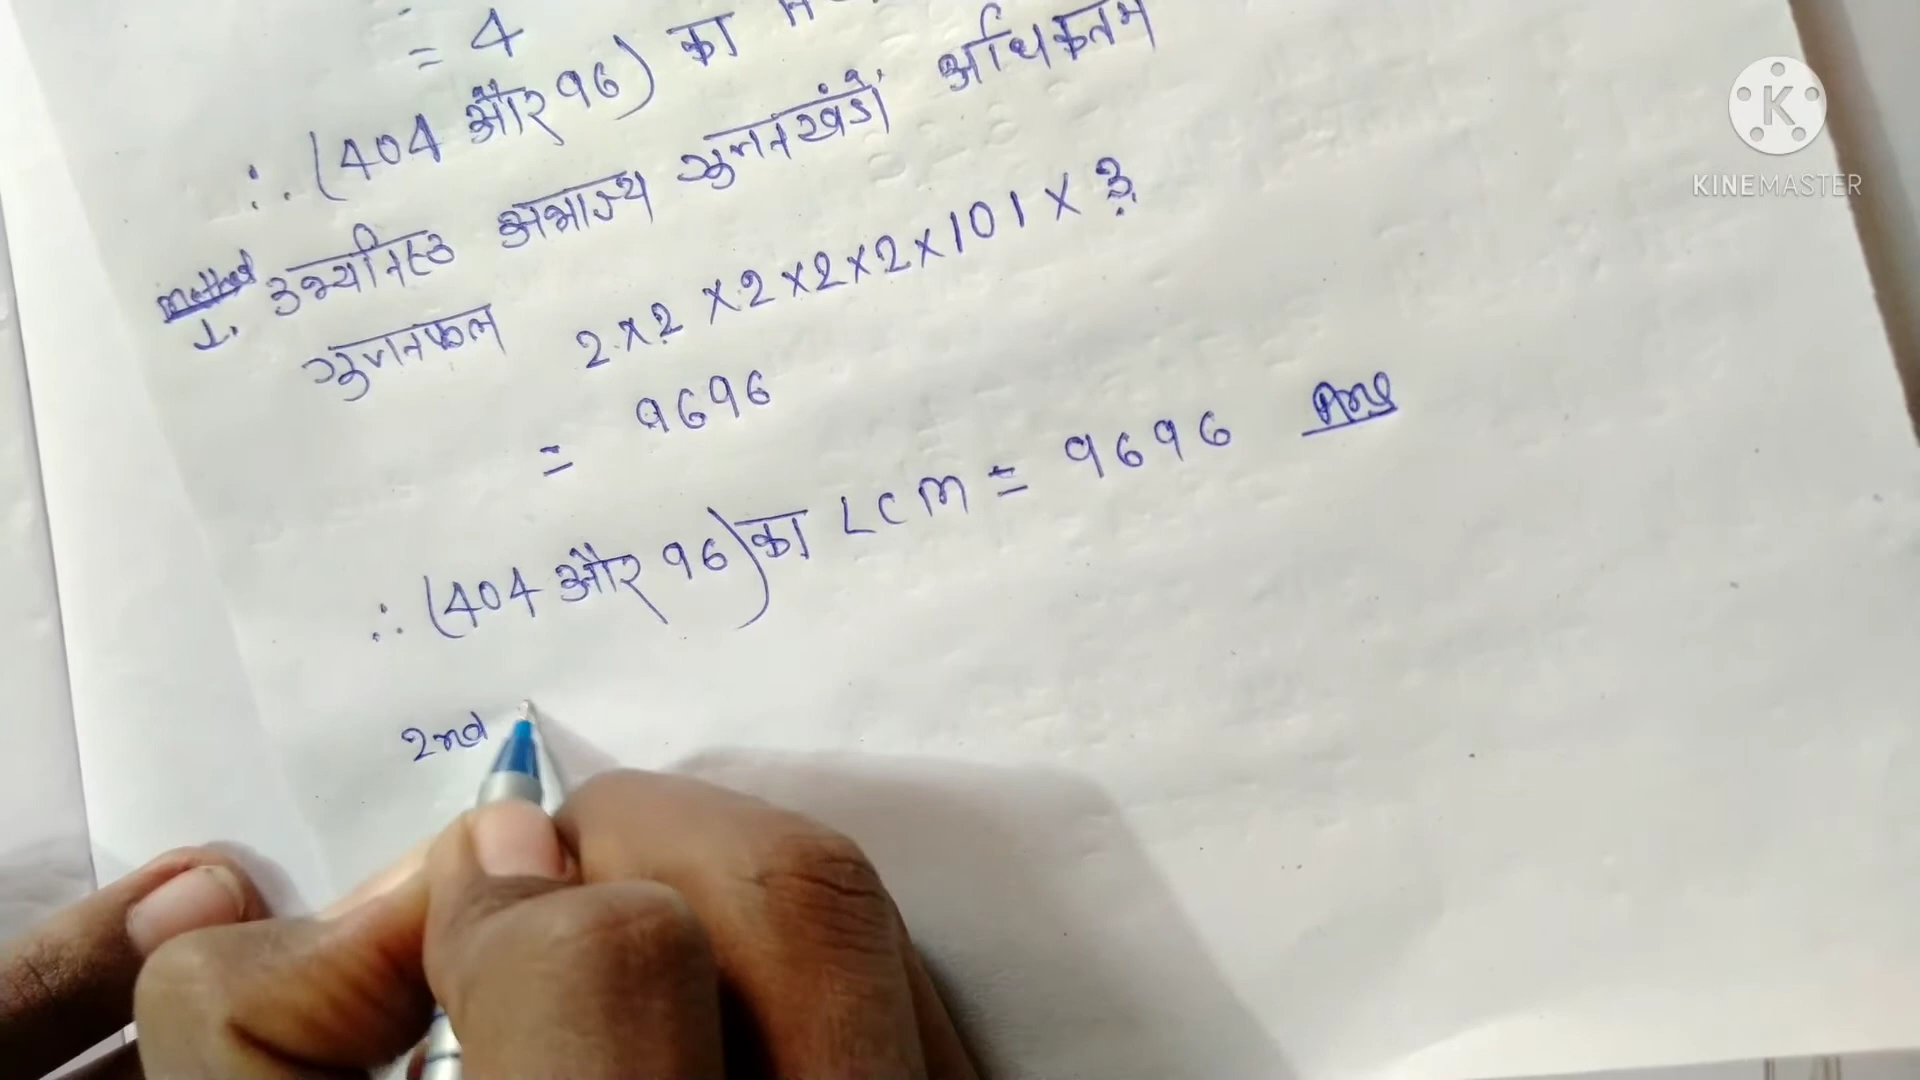 = 4
∴ (404 और 96) का
Method 1. उभयनिष्ठ अभाज्य गुणनखंडों अधिकतम
गुणनफल 2×2×2×2×2×101×3
= 9696
∴ (404 और 96) का LCM = 9696 Ans
2nd
KINEMASTER